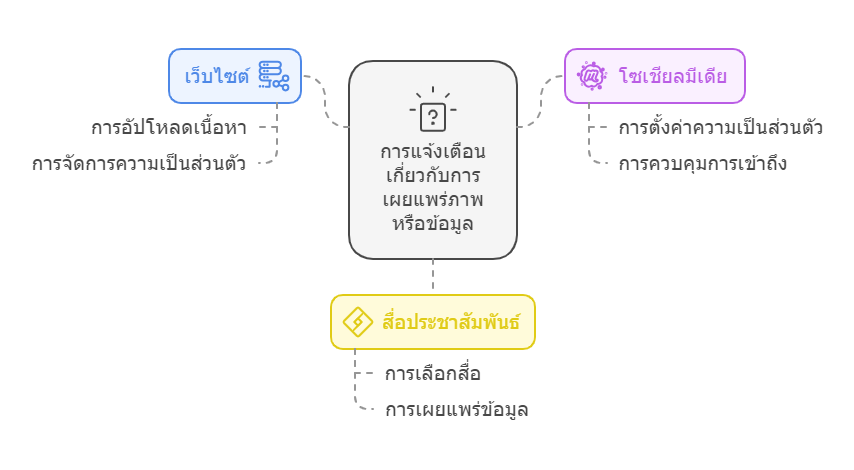 เว็บไซต์
การอัปโหลดเนื้อหา
การจัดการความเป็นส่วนตัว
การแจ้งเตือน
เกี่ยวกับการ
เผยแพร่ภาพ
หรือข้อมูล
โซเชียลมีเดีย
การตั้งค่าความเป็นส่วนตัว
การควบคุมการเข้าถึง
สื่อประชาสัมพันธ์
การเลือกสื่อ
การเผยแพร่ข้อมูล